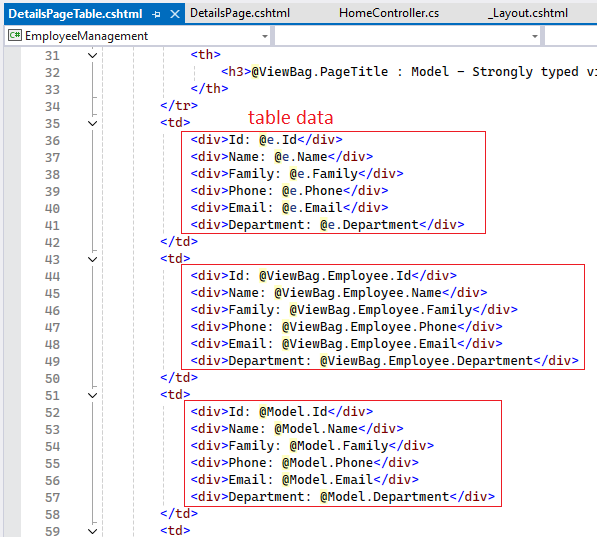 DetailsPageTable.cshtml DetailsPage.cshtml HomeController.cs _Layout.cshtml
C# EmployeeManagement
31 <th>
32 <h3>@ViewBag.PageTitle : Model - Strongly typed vi
33 </th>
34 </tr>
35 <td> table data
36 <div>Id: @e.Id</div>
37 <div>Name: @e.Name</div>
38 <div>Family: @e.Family</div>
39 <div>Phone: @e.Phone</div>
40 <div>Email: @e.Email</div>
41 <div>Department: @e.Department</div>
42 </td>
43 <td>
44 <div>Id: @ViewBag.Employee.Id</div>
45 <div>Name: @ViewBag.Employee.Name</div>
46 <div>Family: @ViewBag.Employee.Family</div>
47 <div>Phone: @ViewBag.Employee.Phone</div>
48 <div>Email: @ViewBag.Employee.Email</div>
49 <div>Department: @ViewBag.Employee.Department</div>
50 </td>
51 <td>
52 <div>Id: @Model.Id</div>
53 <div>Name: @Model.Name</div>
54 <div>Family: @Model.Family</div>
55 <div>Phone: @Model.Phone</div>
56 <div>Email: @Model.Email</div>
57 <div>Department: @Model.Department</div>
58 </td>
59 <td>